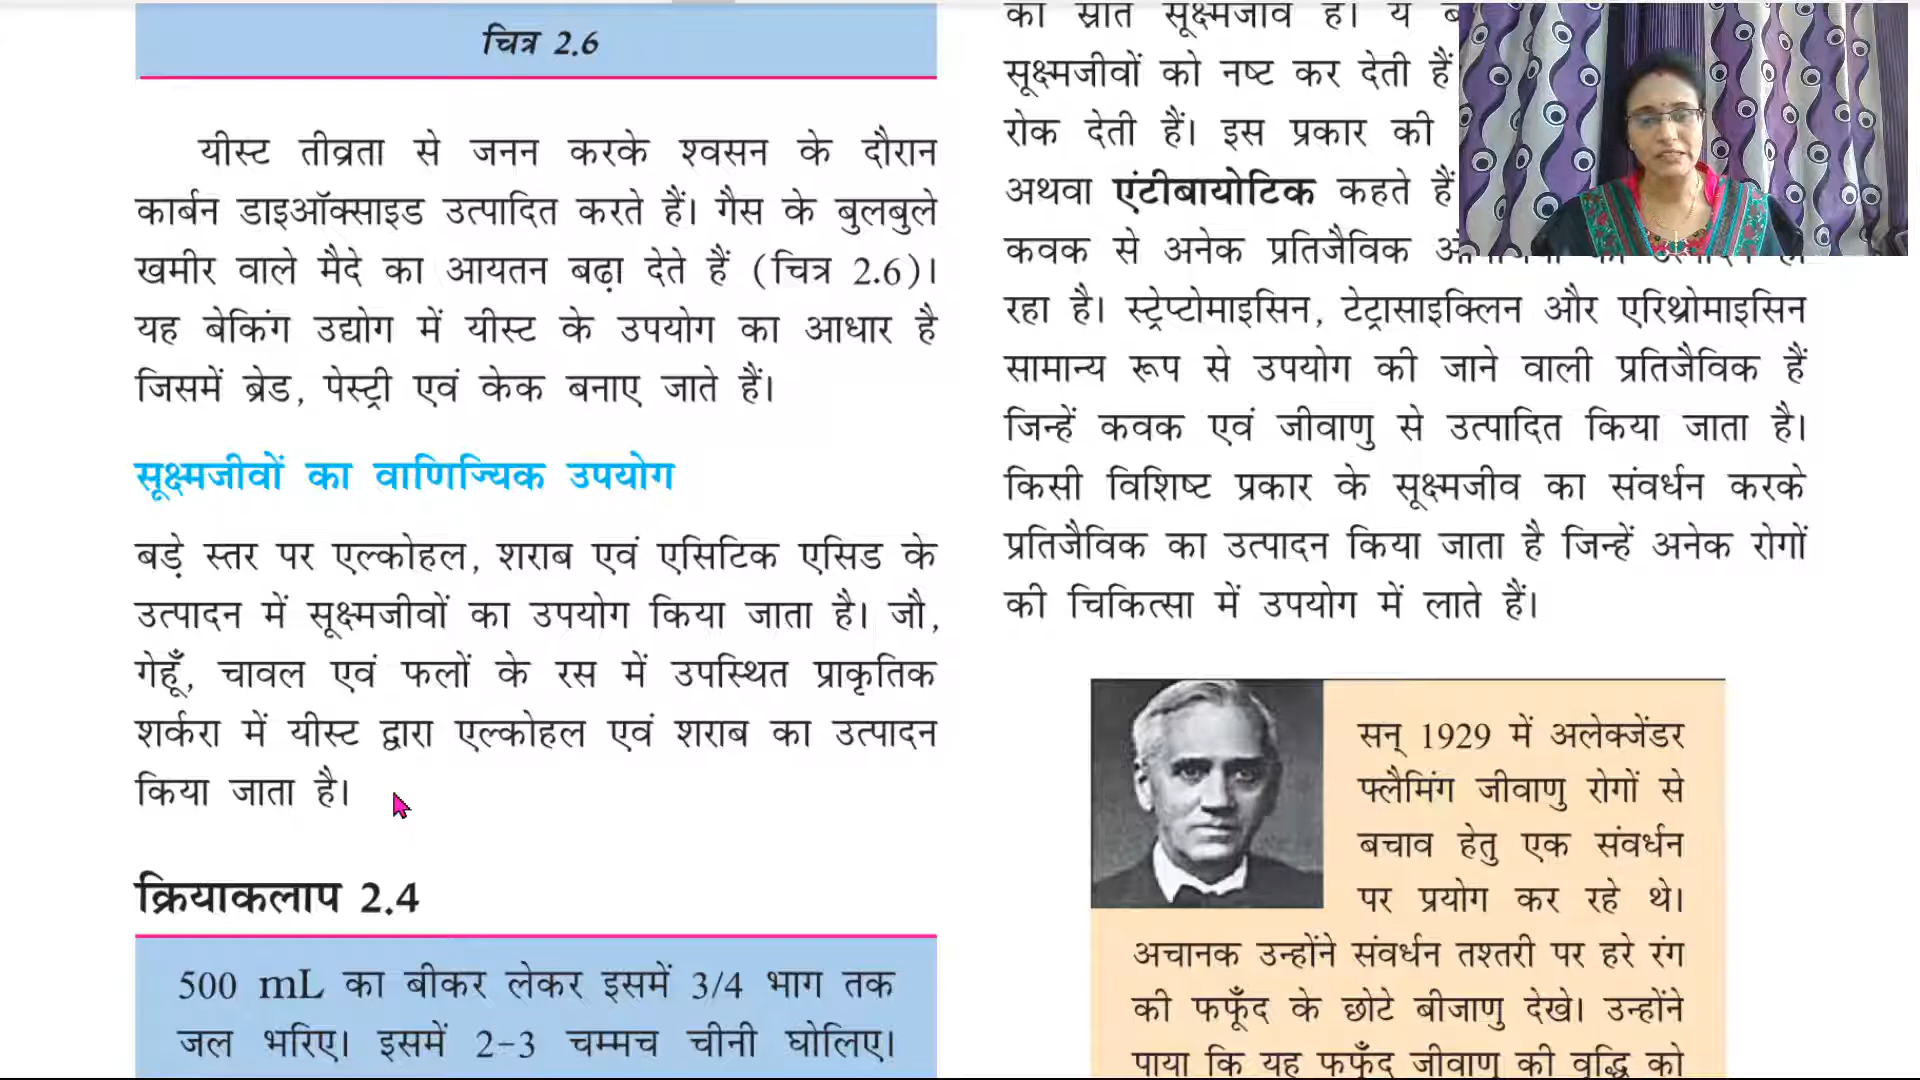 चित्र 2.6
यीस्ट तीव्रता से जनन करके श्वसन के दौरान
कार्बन डाइऑक्साइड उत्पादित करते हैं। गैस के बुलबुले
खमीर वाले मैदे का आयतन बढ़ा देते हैं (चित्र 2.6)।
यह बेकिंग उद्योग में यीस्ट के उपयोग का आधार है
जिसमें ब्रेड, पेस्ट्री एवं केक बनाए जाते हैं।
सूक्ष्मजीवों का वाणिज्यिक उपयोग
बड़े स्तर पर एल्कोहल, शराब एवं एसिटिक एसिड के
उत्पादन में सूक्ष्मजीवों का उपयोग किया जाता है। जौ,
गेहूँ, चावल एवं फलों के रस में उपस्थित प्राकृतिक
शर्करा में यीस्ट द्वारा एल्कोहल एवं शराब का उत्पादन
किया जाता है।
क्रियाकलाप 2.4
500 mL का बीकर लेकर इसमें 3/4 भाग तक
जल भरिए। इसमें 2-3 चम्मच चीनी घोलिए।
का स्रोत सूक्ष्मजीव है। ये
सूक्ष्मजीवों को नष्ट कर देती हैं
रोक देती हैं। इस प्रकार की
अथवा एंटीबायोटिक कहते हैं
कवक से अनेक प्रतिजैविक
रहा है। स्ट्रेप्टोमाइसिन, टेट्रासाइक्लिन और एरिथ्रोमाइसिन
सामान्य रूप से उपयोग की जाने वाली प्रतिजैविक हैं
जिन्हें कवक एवं जीवाणु से उत्पादित किया जाता है।
किसी विशिष्ट प्रकार के सूक्ष्मजीव का संवर्धन करके
प्रतिजैविक का उत्पादन किया जाता है जिन्हें अनेक रोगों
की चिकित्सा में उपयोग में लाते हैं।
सन् 1929 में अलेक्जेंडर
फ्लैमिंग जीवाणु रोगों से
बचाव हेतु एक संवर्धन
पर प्रयोग कर रहे थे।
अचानक उन्होंने संवर्धन तश्तरी पर हरे रंग
की फफूँद के छोटे बीजाणु देखे। उन्होंने
पाया कि यह फफूँद जीवाणु की वृद्धि को